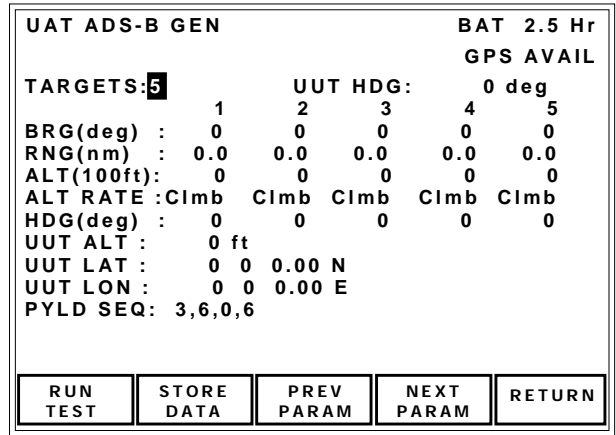 UAT ADS-B GEN BAT 2.5 Hr
GPS AVAIL
TARGETS:5 UUT HDG: 0 deg
1 2 3 4 5
BRG(deg) : 0 0 0 0 0
RNG(nm) : 0.0 0.0 0.0 0.0 0.0
ALT(100ft): 0 0 0 0 0
ALT RATE :Clmb Clmb Clmb Clmb Clmb
HDG(deg) : 0 0 0 0 0
UUT ALT : 0 ft
UUT LAT : 0 0 0.00 N
UUT LON : 0 0 0.00 E
PYLD SEQ: 3,6,0,6
RUN TEST
STORE DATA
PREV PARAM
NEXT PARAM
RETURN